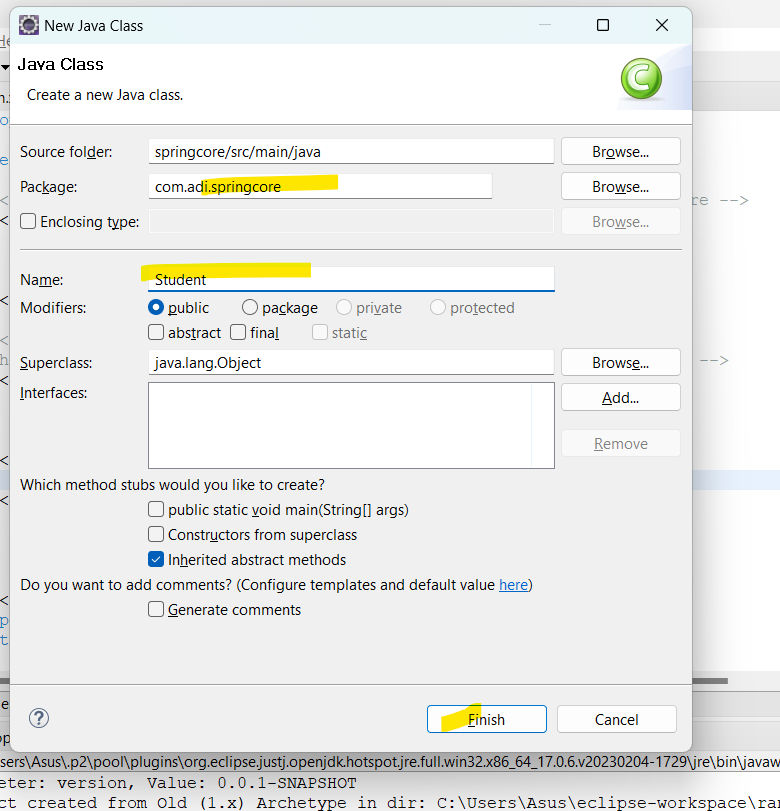 New Java Class
Java Class
Create a new Java class.
Source folder: springcore/src/main/java Browse...
Package: com.adi.springcore Browse...
re -->
Enclosing type: Browse...
Name: Student
Modifiers: public package private protected
abstract final static
Superclass: java.lang.Object Browse...
-->
Interfaces: Add...
Remove
Which method stubs would you like to create?
public static void main(String[] args)
Constructors from superclass
Inherited abstract methods
Do you want to add comments? (Configure templates and default value here)
Generate comments
? Finish Cancel
ers\Asus\.p2\pool\plugins\org.eclipse.justj.openjdk.hotspot.jre.full.win32.x86_64_17.0.6.v20230204-1729\jre\bin\javaw
eter: version, Value: 0.0.1-SNAPSHOT
ct created from Old (1.x) Archetype in dir: C:\Users\Asus\eclipse-workspace\